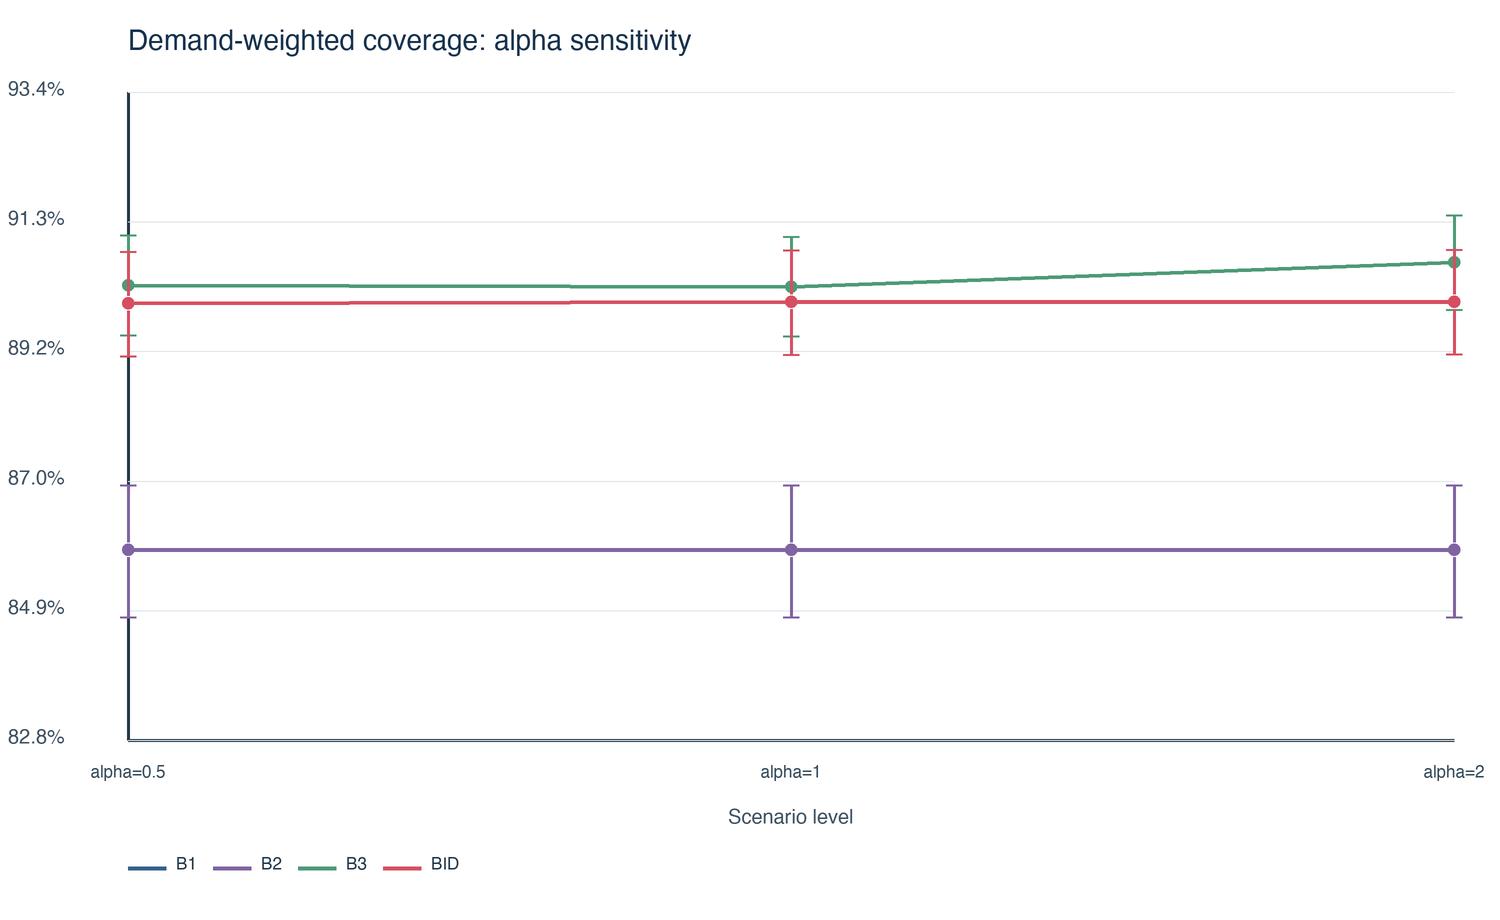 Demand-weighted coverage: alpha sensitivity
93.4%
91.3%
89.2%
87.0%
84.9%
82.8%
alpha=0.5 alpha=1 alpha=2
Scenario level
B1 B2 B3 BID